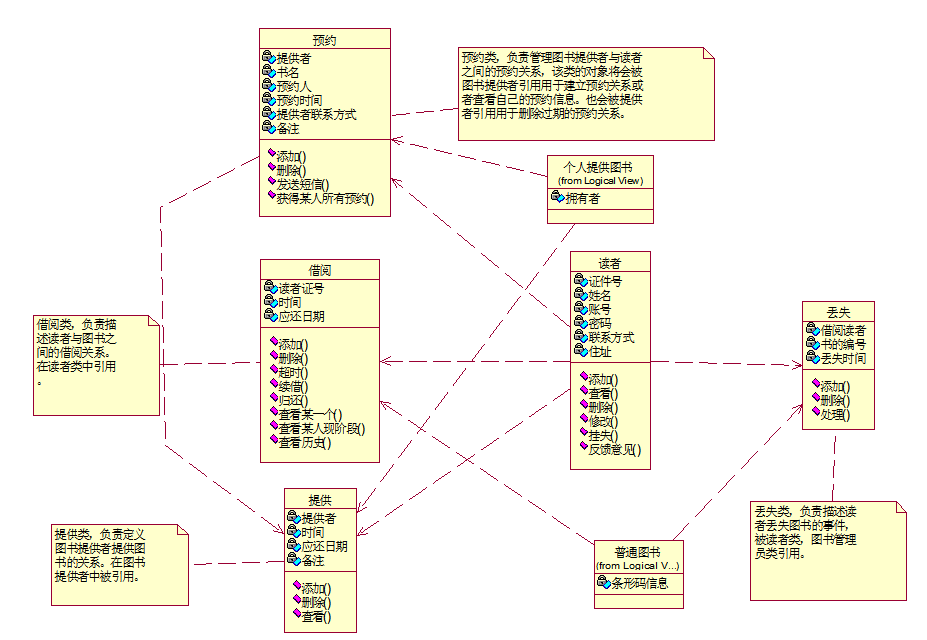 预约
提供者
书名
预约人
预约时间
提供者联系方式
备注
添加()
删除()
发送短信()
获得某人所有预约()
预约类，负责管理图书提供者与读者
之间的预约关系，该类的对象将会被
图书提供者引用用于建立预约关系或
者查看自己的预约信息。也会被提供
者引用用于删除过期的预约关系。
个人提供图书
(from Logical View)
拥有者
借阅
读者证号
时间
应还日期
添加()
删除()
超时()
续借()
归还()
查看某一个()
查看某人现阶段()
查看历史()
读者
证件号
姓名
账号
密码
联系方式
住址
添加()
查看()
删除()
修改()
挂失()
反馈意见()
丢失
借阅读者
书的编号
丢失时间
添加()
删除()
处理()
借阅类，负责描
述读者与图书之
间的借阅关系。
在读者类中引用
。
提供
提供者
时间
应还日期
备注
添加()
删除()
查看()
提供类，负责定义
图书提供者提供图
书的关系。在图书
提供者中被引用。
普通图书
(from Logical V...)
条形码信息
丢失类，负责描述读
者丢失图书的事件，
被读者类，图书管理
员类引用。